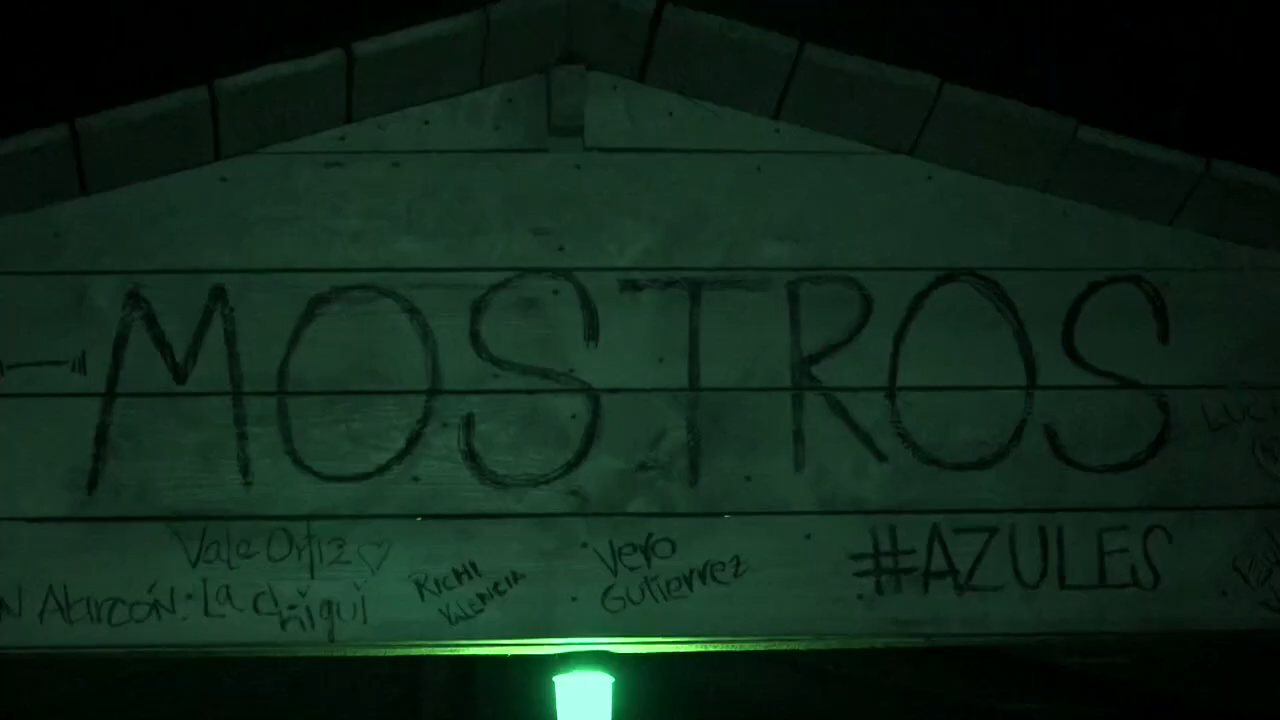 MOSTROS
Vale Ortiz
N Alarcón. La chiqui
RICHI
VALENCIA
Vero
Gutierrez
#AZULES